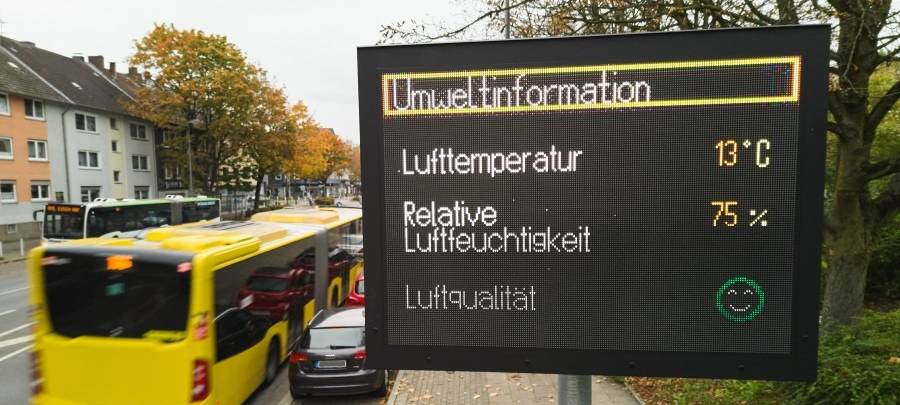 Umweltinformation
Lufttemperatur 13°C
Relative
Luftfeuchtigkeit 75 %
Luftqualität